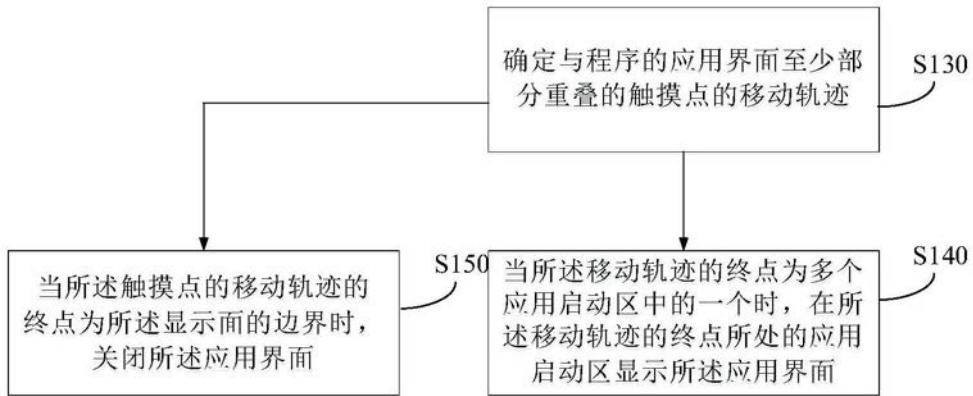 确定与程序的应用界面至少部
分重叠的触摸点的移动轨迹
S130
当所述触摸点的移动轨迹的
终点为所述显示面的边界时，
关闭所述应用界面
S150
当所述移动轨迹的终点为多个
应用启动区中的一个时，在所
述移动轨迹的终点所处的应用
启动区显示所述应用界面
S140